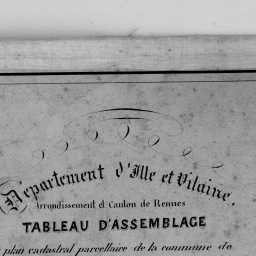 Département d'Ille et Vilaine.
Arrondissement et Canton de Rennes
TABLEAU D'ASSEMBLAGE
plan cadastral parcellaire de la commune de